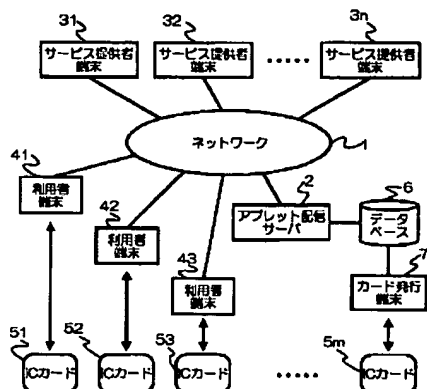 31
32
3n
サービス提供者
端末
サービス提供者
端末
・・・・・
サービス提供者
端末
ネットワーク
1
41
利用者
端末
42
利用者
端末
43
利用者
端末
2
アプレット配信
サーバ
6
データ
ベース
7
カード発行
端末
51
ICカード
52
ICカード
53
ICカード
・・・・・
5m
ICカード